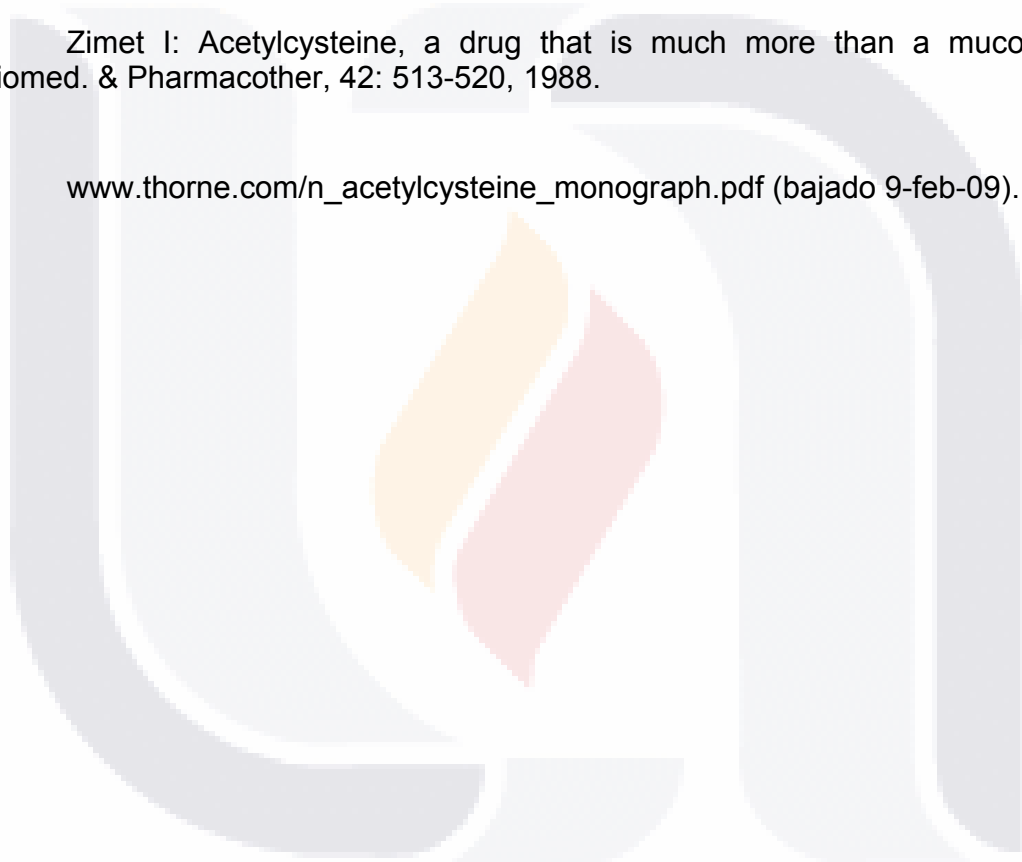 Zimet I: Acetylcysteine, a drug that is much more than a muco
iomed. & Pharmacother, 42: 513-520, 1988.
www.thorne.com/n_acetylcysteine_monograph.pdf (bajado 9-feb-09).